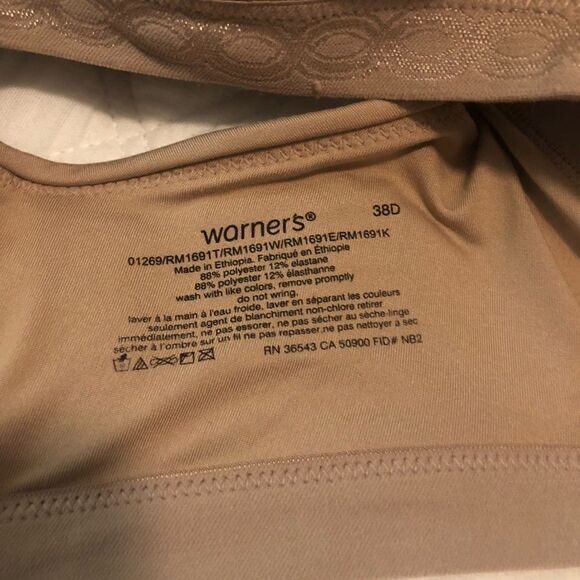 warner's®
38D
01269/RM1691T/RM1691W/RM1691E/RM1691K
Made in Ethiopia. Fabriqué en Éthiopie
88% polyester 12% elastane
88% polyester 12% élasthanne
wash with like colors, remove promptly
do not wring.
laver à la main à l'eau froide. laver en séparant les couleurs
seulement agent de blanchiment non-chlore retirer
immédialement, ne pas essorer, ne pas sécher au sèche-linge
sécher à l'ombre sur un fil ne pas repasser.ne pas nettoyer a sec
RN 36543 CA 50900 FID# NB2